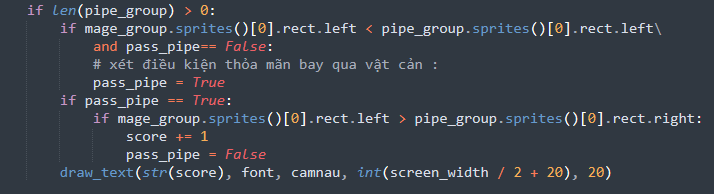 if len(pipe_group) > 0:
if mage_group.sprites()[0].rect.left < pipe_group.sprites()[0].rect.left\
and pass_pipe== False:
# xét điều kiện thỏa mãn bay qua vật cản :
pass_pipe = True
if pass_pipe == True:
if mage_group.sprites()[0].rect.left > pipe_group.sprites()[0].rect.right:
score += 1
pass_pipe = False
draw_text(str(score), font, camnau, int(screen_width / 2 + 20), 20)